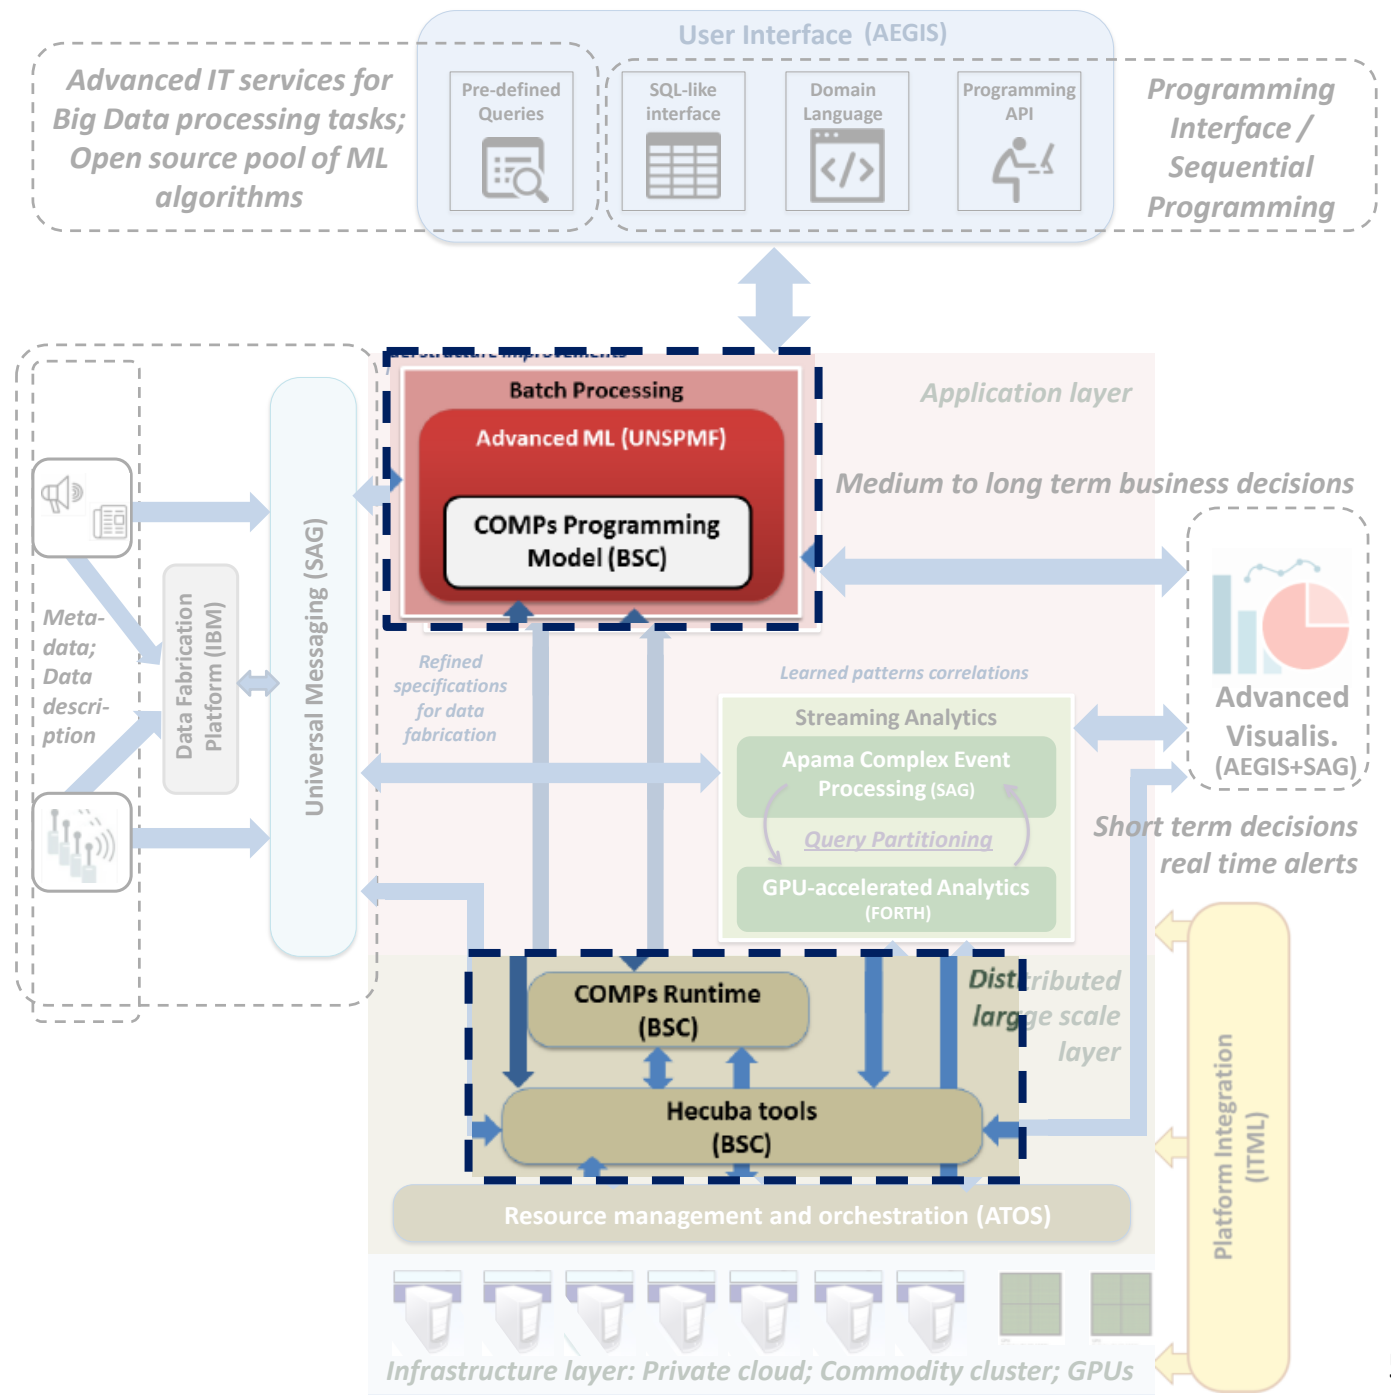 User Interface (AEGIS)
Advanced IT services for
Big Data processing tasks;
Open source pool of ML
algorithms
Pre-defined
Queries
SQL-like
interface
Domain
Language
Programming
API
Programming
Interface /
Sequential
Programming
Batch Processing
Advanced ML (UNSPMF)
COMPs Programming
Model (BSC)
Application layer
Medium to long term business decisions
Universal Messaging (SAG)
Data Fabrication
Platform (IBM)
Meta-
data;
Data
descri-
ption
Refined
specifications
for data
fabrication
Learned patterns correlations
Streaming Analytics
Apama Complex Event
Processing (SAG)
Query Partitioning
GPU-accelerated Analytics
(FORTH)
Advanced
Visualis.
(AEGIS+SAG)
Short term decisions
real time alerts
COMPs Runtime
(BSC)
Distributed
large scale
layer
Hecuba tools
(BSC)
Resource management and orchestration (ATOS)
Platform Integration
(ITML)
Infrastructure layer: Private cloud; Commodity cluster; GPUs